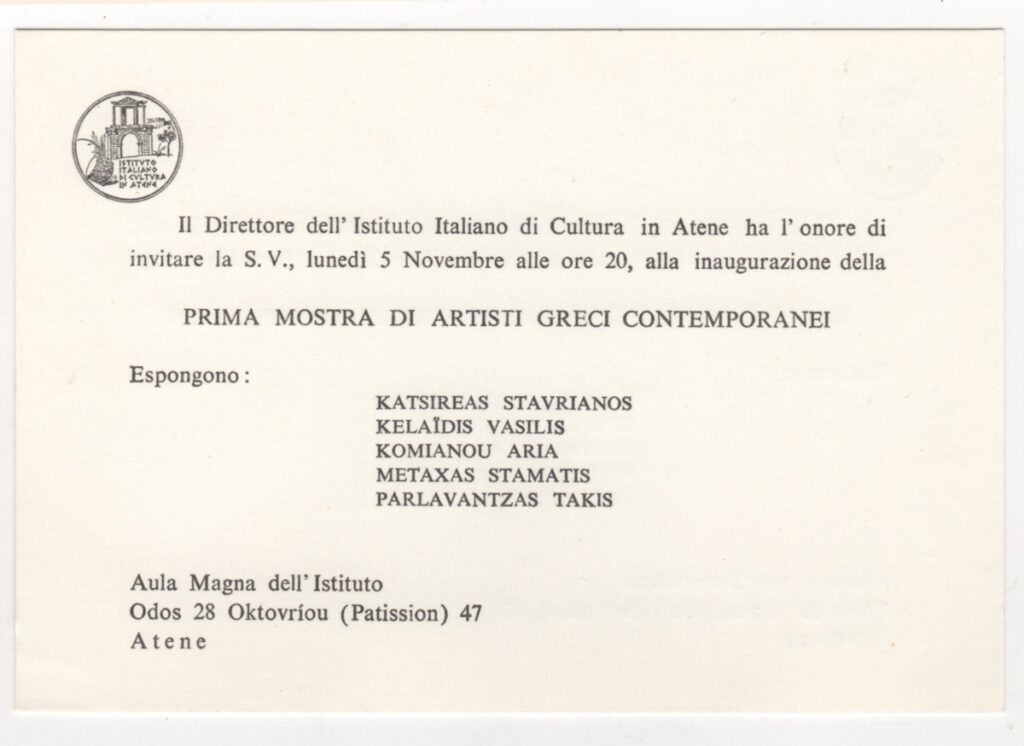 ISTITVTO
ITALIANO
DI CVLTVRA
IN ATENE
Il Direttore dell' Istituto Italiano di Cultura in Atene ha l' onore di
invitare la S. V., lunedì 5 Novembre alle ore 20, alla inaugurazione della
PRIMA MOSTRA DI ARTISTI GRECI CONTEMPORANEI
Espongono :
KATSIREAS STAVRIANOS
KELAÏDIS VASILIS
KOMIANOU ARIA
METAXAS STAMATIS
PARLAVANTZAS TAKIS
Aula Magna dell' Istituto
Odos 28 Oktovríou (Patission) 47
Atene